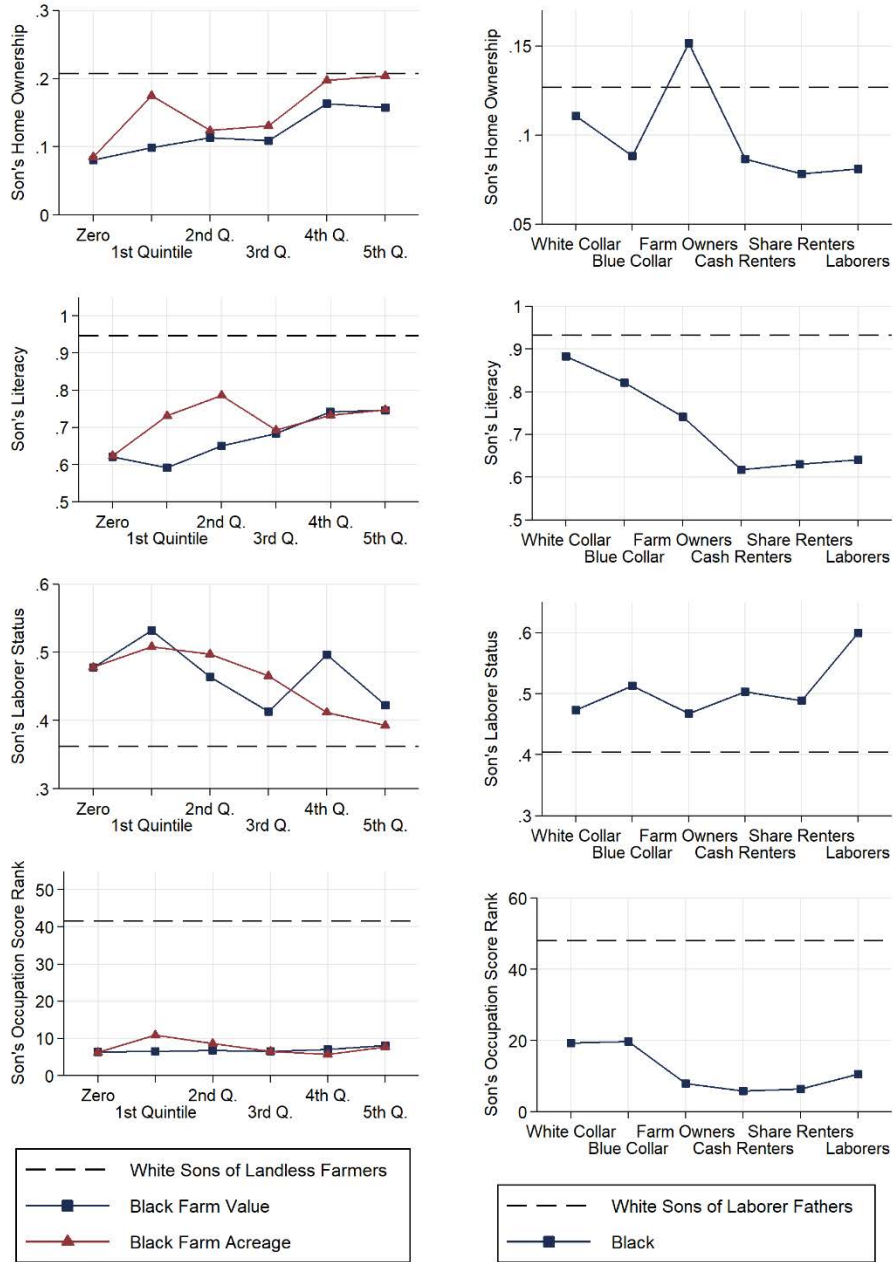 Son's Home Ownership
.3
.2
.1
0
Zero
1st Quintile
2nd Q.
3rd Q.
4th Q.
5th Q.
Son's Home Ownership
.15
.1
.05
White Collar
Blue Collar
Farm Owners
Cash Renters
Share Renters
Laborers
Son's Literacy
1
.9
.8
.7
.6
.5
Zero
1st Quintile
2nd Q.
3rd Q.
4th Q.
5th Q.
Son's Literacy
1
.9
.8
.7
.6
.5
White Collar
Blue Collar
Farm Owners
Cash Renters
Share Renters
Laborers
Son's Laborer Status
.6
.5
.4
.3
Zero
1st Quintile
2nd Q.
3rd Q.
4th Q.
5th Q.
Son's Laborer Status
.6
.5
.4
.3
White Collar
Blue Collar
Farm Owners
Cash Renters
Share Renters
Laborers
Son's Occupation Score Rank
50
40
30
20
10
0
Zero
1st Quintile
2nd Q.
3rd Q.
4th Q.
5th Q.
Son's Occupation Score Rank
60
40
20
0
White Collar
Blue Collar
Farm Owners
Cash Renters
Share Renters
Laborers
White Sons of Landless Farmers
Black Farm Value
Black Farm Acreage
White Sons of Laborer Fathers
Black